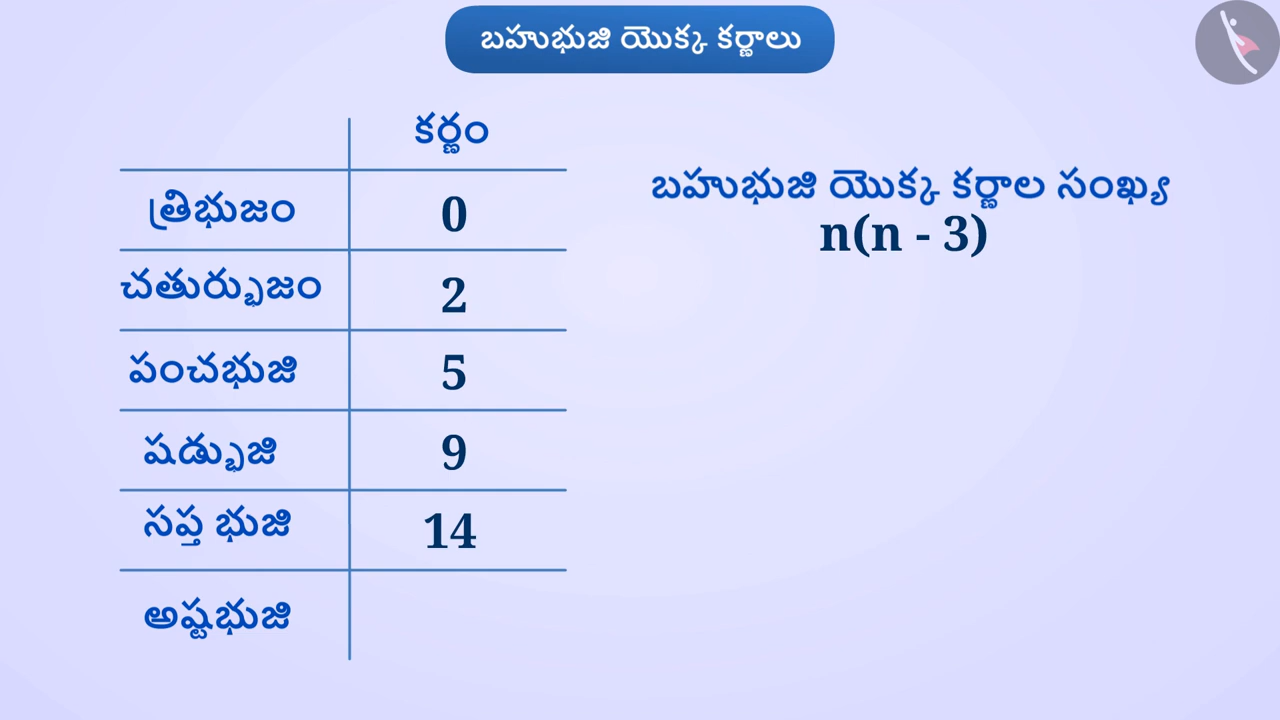 బహుభుజి యొక్క కర్ణాలు
కర్ణం
త్రిభుజం 0
చతుర్భుజం 2
పంచభుజి 5
షడ్భుజి 9
సప్త భుజి 14
అష్టభుజి
బహుభుజి యొక్క కర్ణాల సంఖ్య
n(n - 3)